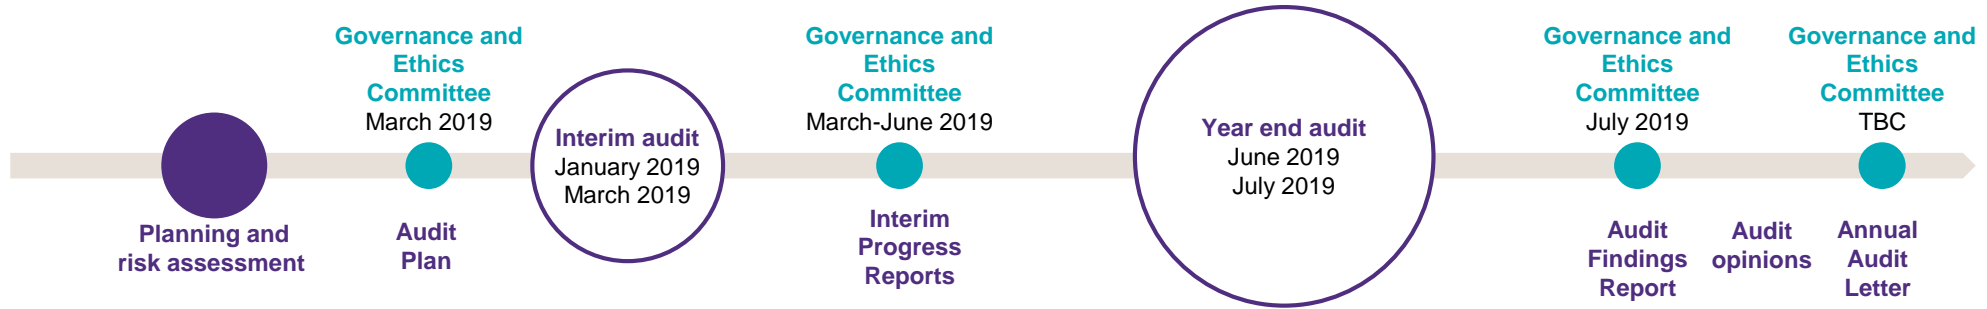 Planning and
risk assessment
Governance and
Ethics
Committee
March 2019
Audit
Plan
Interim audit
January 2019
March 2019
Governance and
Ethics
Committee
March-June 2019
Interim
Progress
Reports
Year end audit
June 2019
July 2019
Governance and
Ethics
Committee
July 2019
Audit
Findings
Report
Audit
opinions
Governance and
Ethics
Committee
TBC
Annual
Audit
Letter